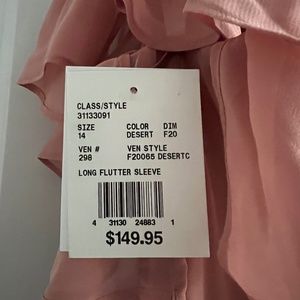 CLASS/STYLE
31133091
SIZE COLOR DIM
14 DESERT F20
VEN # VEN STYLE
298 F20065 DESERTC
LONG FLUTTER SLEEVE
4 31130 24883 1
$149.95